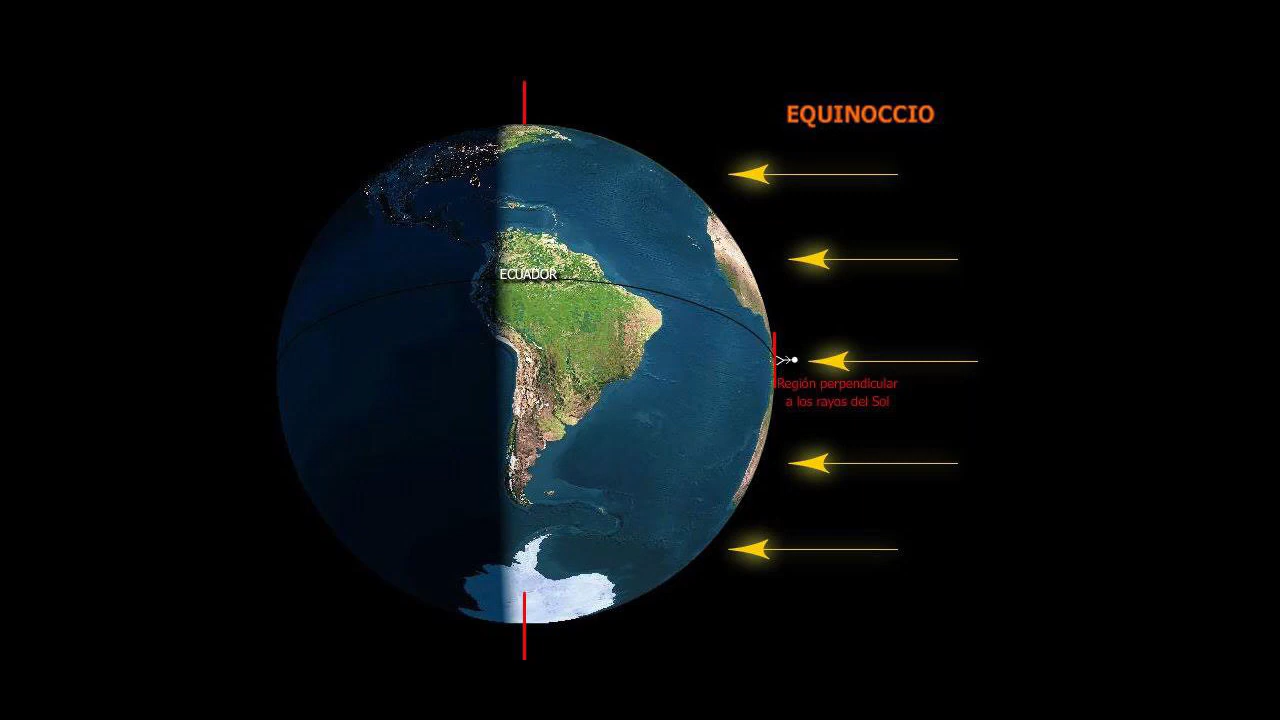 EQUINOCCIO
ECUADOR
Región perpendicular
a los rayos del Sol